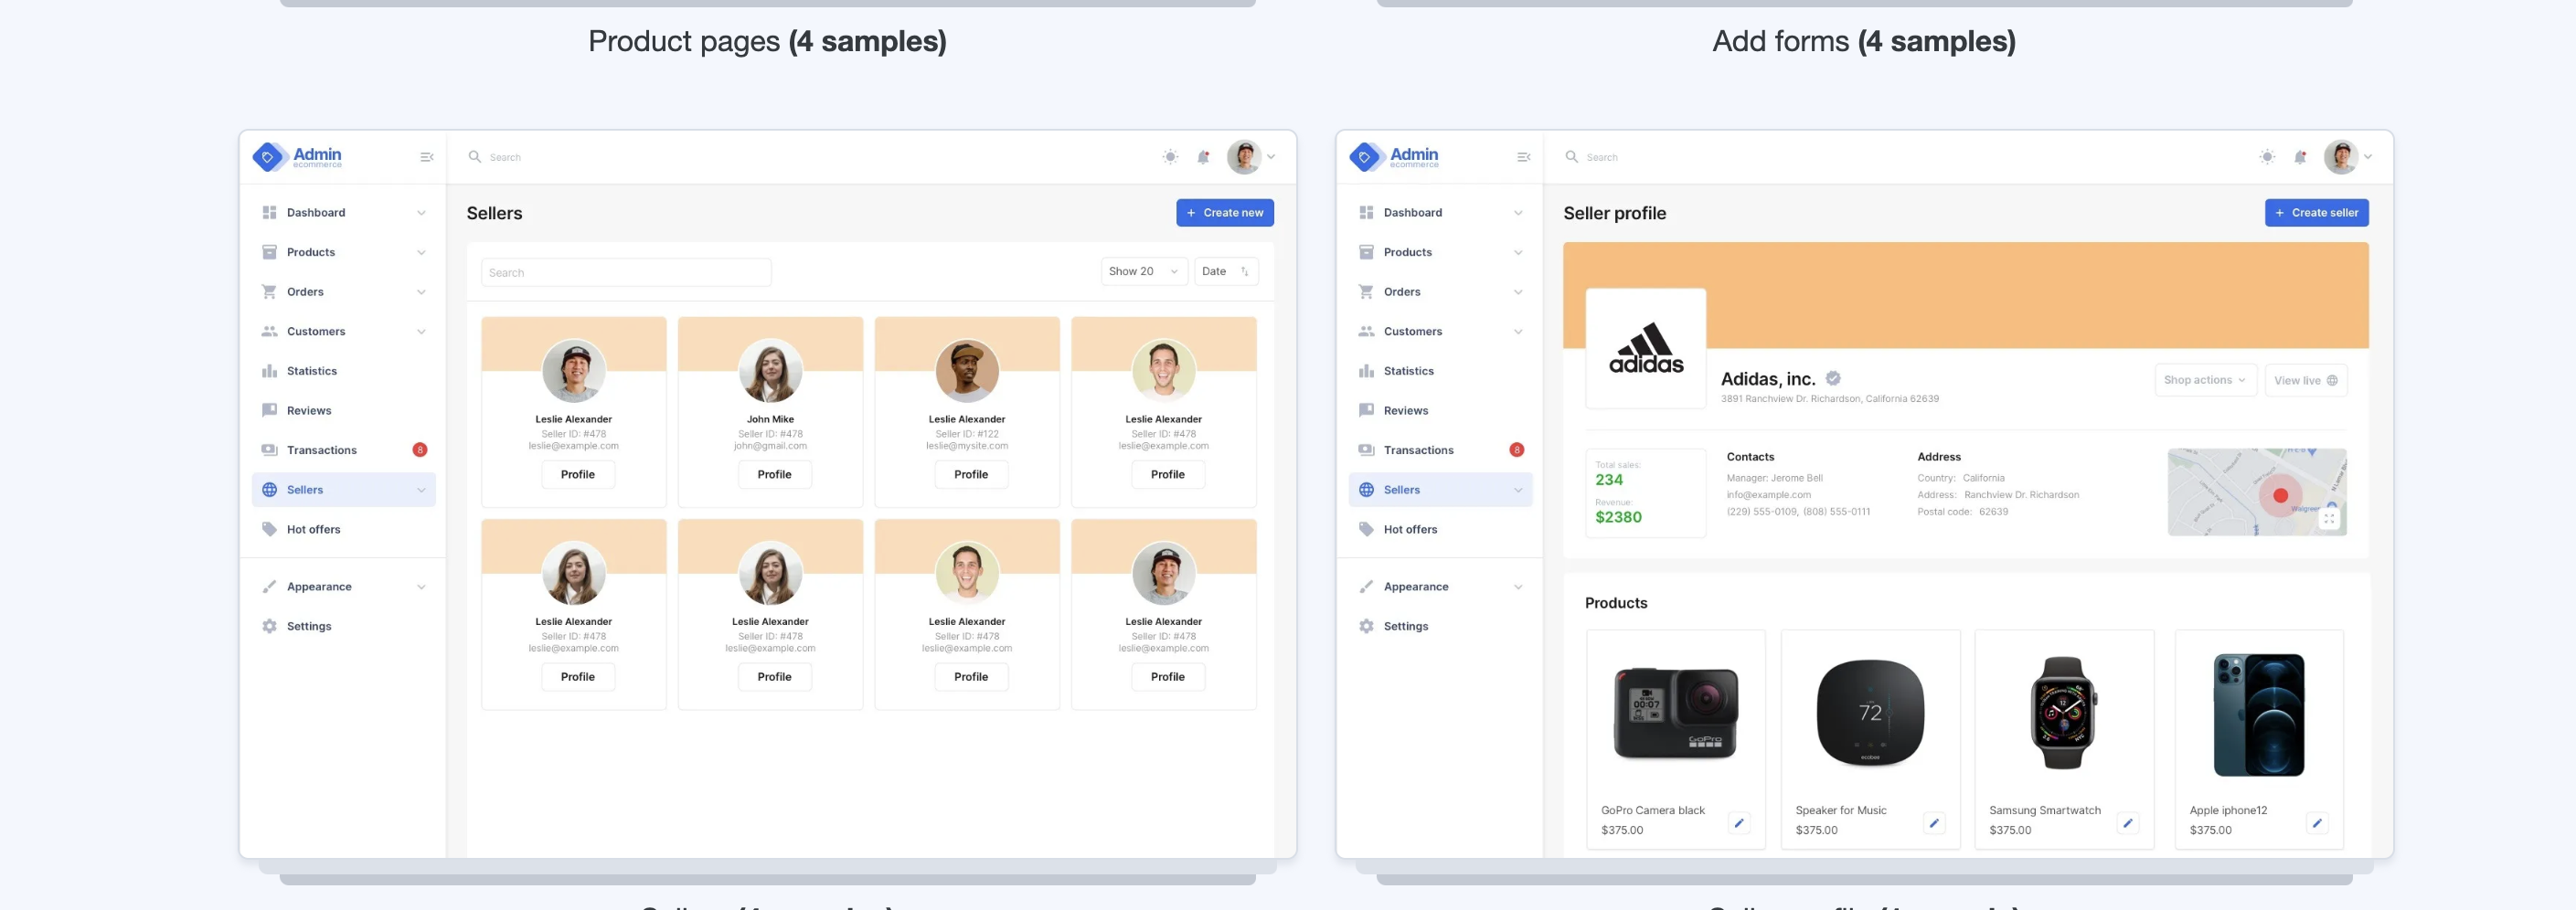 Product pages (4 samples)
Add forms (4 samples)
Admin
ecommerce
Search
Dashboard
Products
Orders
Customers
Statistics
Reviews
Transactions 8
Sellers
Hot offers
Appearance
Settings
Sellers
+ Create new
Search
Show 20
Date
Leslie Alexander
Seller ID: #478
leslie@example.com
Profile
John Mike
Seller ID: #478
john@gmail.com
Profile
Leslie Alexander
Seller ID: #122
leslie@mysite.com
Profile
Leslie Alexander
Seller ID: #478
leslie@example.com
Profile
Leslie Alexander
Seller ID: #478
leslie@example.com
Profile
Leslie Alexander
Seller ID: #478
leslie@example.com
Profile
Leslie Alexander
Seller ID: #478
leslie@example.com
Profile
Leslie Alexander
Seller ID: #478
leslie@example.com
Profile
Admin
ecommerce
Search
Dashboard
Products
Orders
Customers
Statistics
Reviews
Transactions 8
Sellers
Hot offers
Appearance
Settings
Seller profile
+ Create seller
adidas
Adidas, inc.
3891 Ranchview Dr. Richardson, California 62639
Shop actions
View live
Total sales:
234
Revenue:
$2380
Contacts
Manager: Jerome Bell
info@example.com
(229) 555-0109, (808) 555-0111
Address
Country: California
Address: Ranchview Dr. Richardson
Postal code: 62639
Products
00:07
GoPro
GoPro Camera black
$375.00
72
ecobee
Speaker for Music
$375.00
Samsung Smartwatch
$375.00
Apple iphone12
$375.00